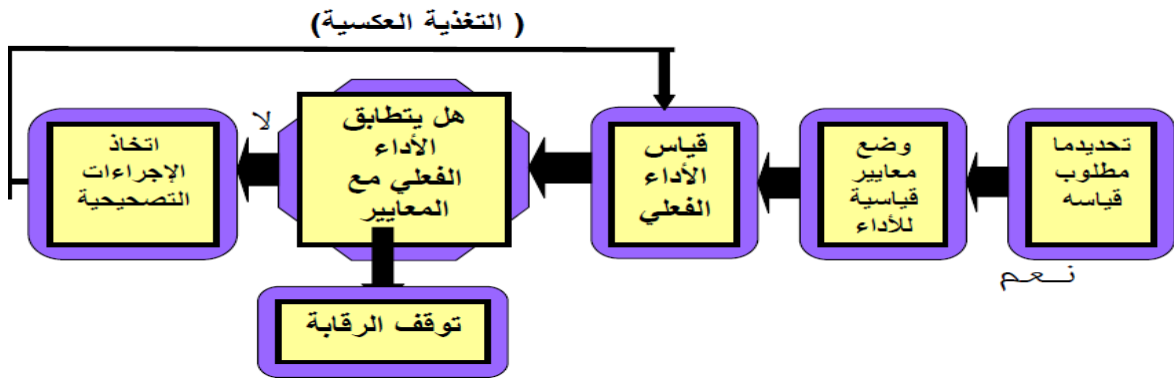 ( التغذية العكسية)
تحديدما
مطلوب
قياسه
وضع
معايير
قياسية
للأداء
قياس
الأداء
الفعلي
هل يتطابق
الأداء
الفعلي مع
المعايير
لا
اتخاذ
الإجراءات
التصحيحية
نـعم
توقف الرقابة